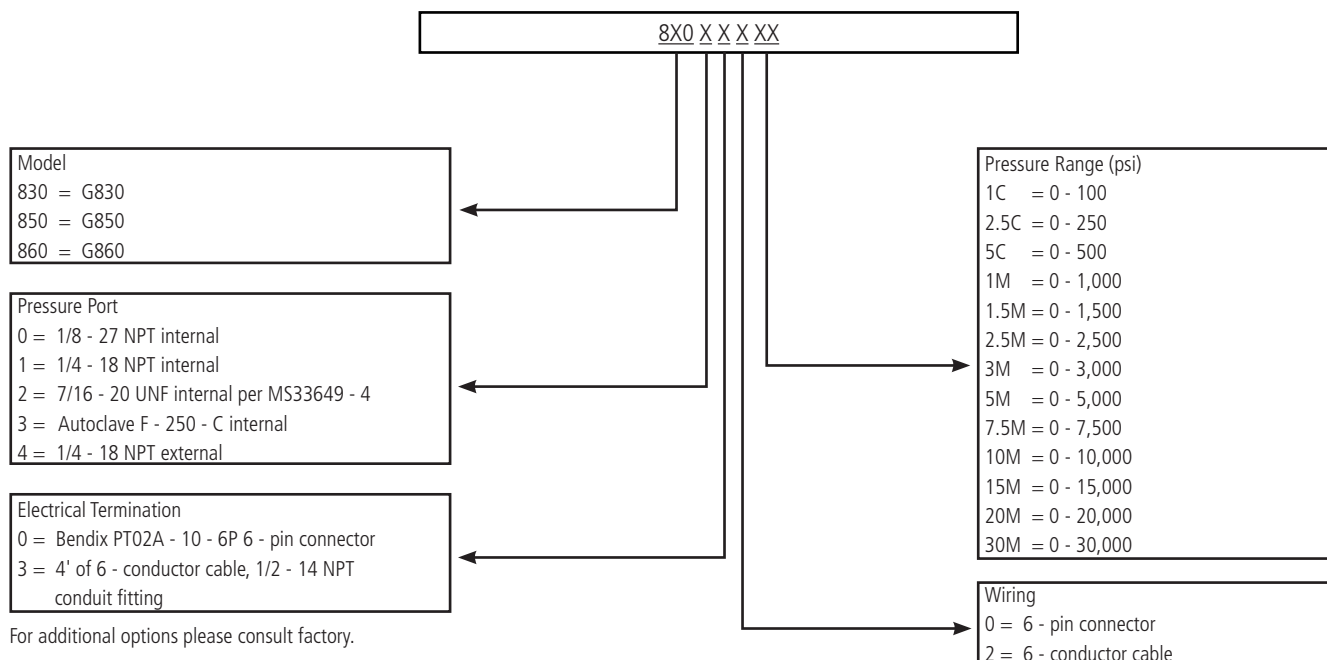 8X0 X X X XX
Model
830 = G830
850 = G850
860 = G860
Pressure Port
0 = 1/8 - 27 NPT internal
1 = 1/4 - 18 NPT internal
2 = 7/16 - 20 UNF internal per MS33649 - 4
3 = Autoclave F - 250 - C internal
4 = 1/4 - 18 NPT external
Electrical Termination
0 = Bendix PT02A - 10 - 6P 6 - pin connector
3 = 4' of 6 - conductor cable, 1/2 - 14 NPT
conduit fitting
For additional options please consult factory.
Pressure Range (psi)
1C = 0 - 100
2.5C = 0 - 250
5C = 0 - 500
1M = 0 - 1,000
1.5M = 0 - 1,500
2.5M = 0 - 2,500
3M = 0 - 3,000
5M = 0 - 5,000
7.5M = 0 - 7,500
10M = 0 - 10,000
15M = 0 - 15,000
20M = 0 - 20,000
30M = 0 - 30,000
Wiring
0 = 6 - pin connector
2 = 6 - conductor cable